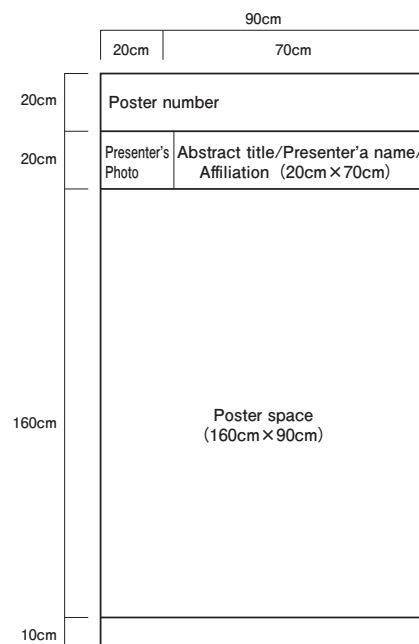 90cm
20cm
70cm
20cm
Poster number
20cm
Presenter's
Photo
Abstract title/Presenter'a name/
Affiliation（20cm×70cm）
160cm
Poster space
（160cm×90cm）
10cm